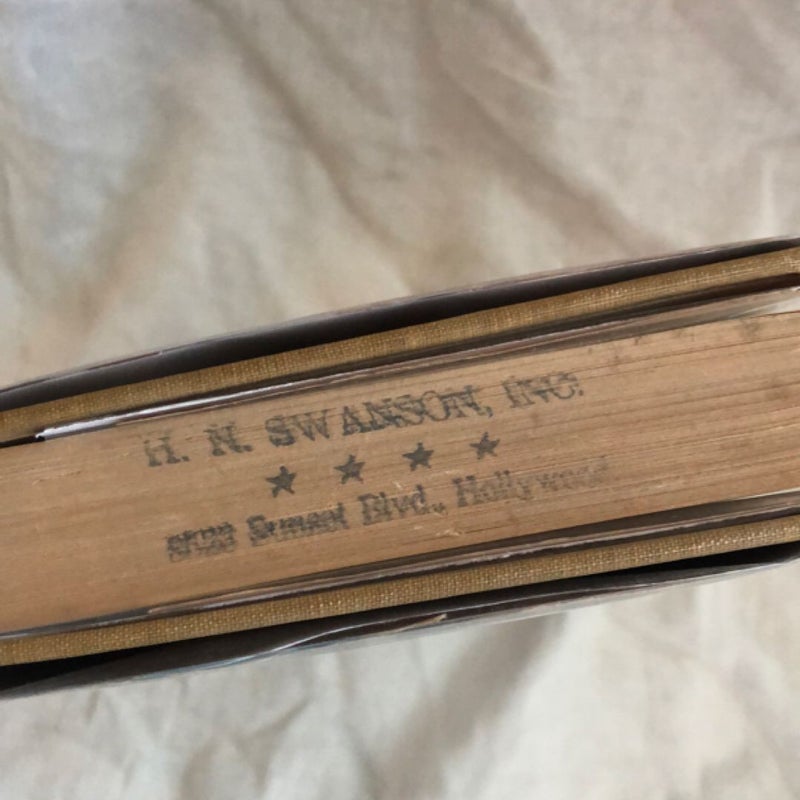 H. N. SWANSON, INC.
★ ★ ★ ★
Sunset Blvd., Hollywood